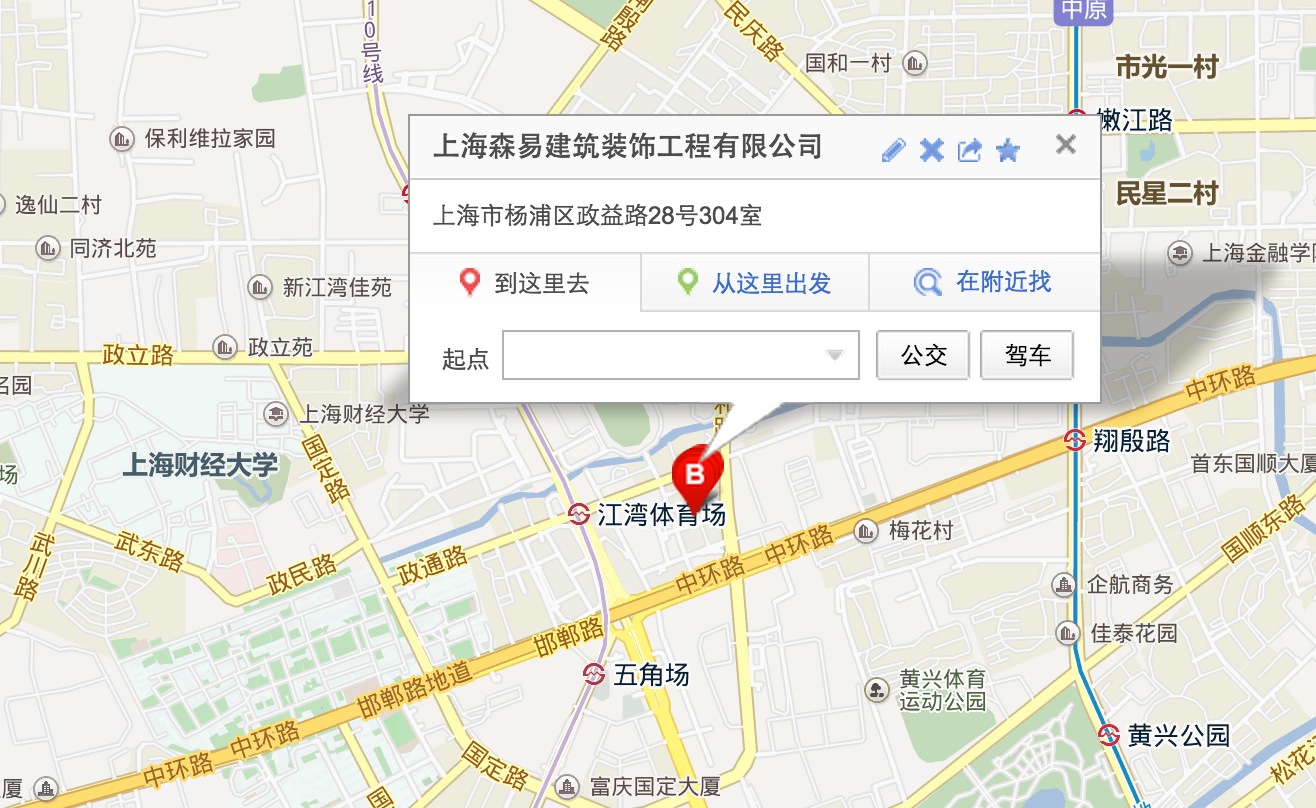 10号线
殷路
民庆路
中原
国和一村
市光一村
嫩江路
保利维拉家园
上海森易建筑装饰工程有限公司
民星二村
逸仙二村
上海市杨浦区政益路28号304室
同济北苑
上海金融学
新江湾佳苑
到这里去
从这里出发
在附近找
政立路
政立苑
起点
公交
驾车
名园
中环路
上海财经大学
上海财经大学
国定路
翔殷路
首东国顺大厦
场
B
江湾体育场
梅花村
国顺东路
武川路
武东路
政民路
政通路
中环路
中环路
企航商务
邯郸路
佳泰花园
五角场
黄兴体育
运动公园
邯郸路地道
中环路
黄兴公园
中环路
国定路
松花江
厦
富庆国定大厦
国